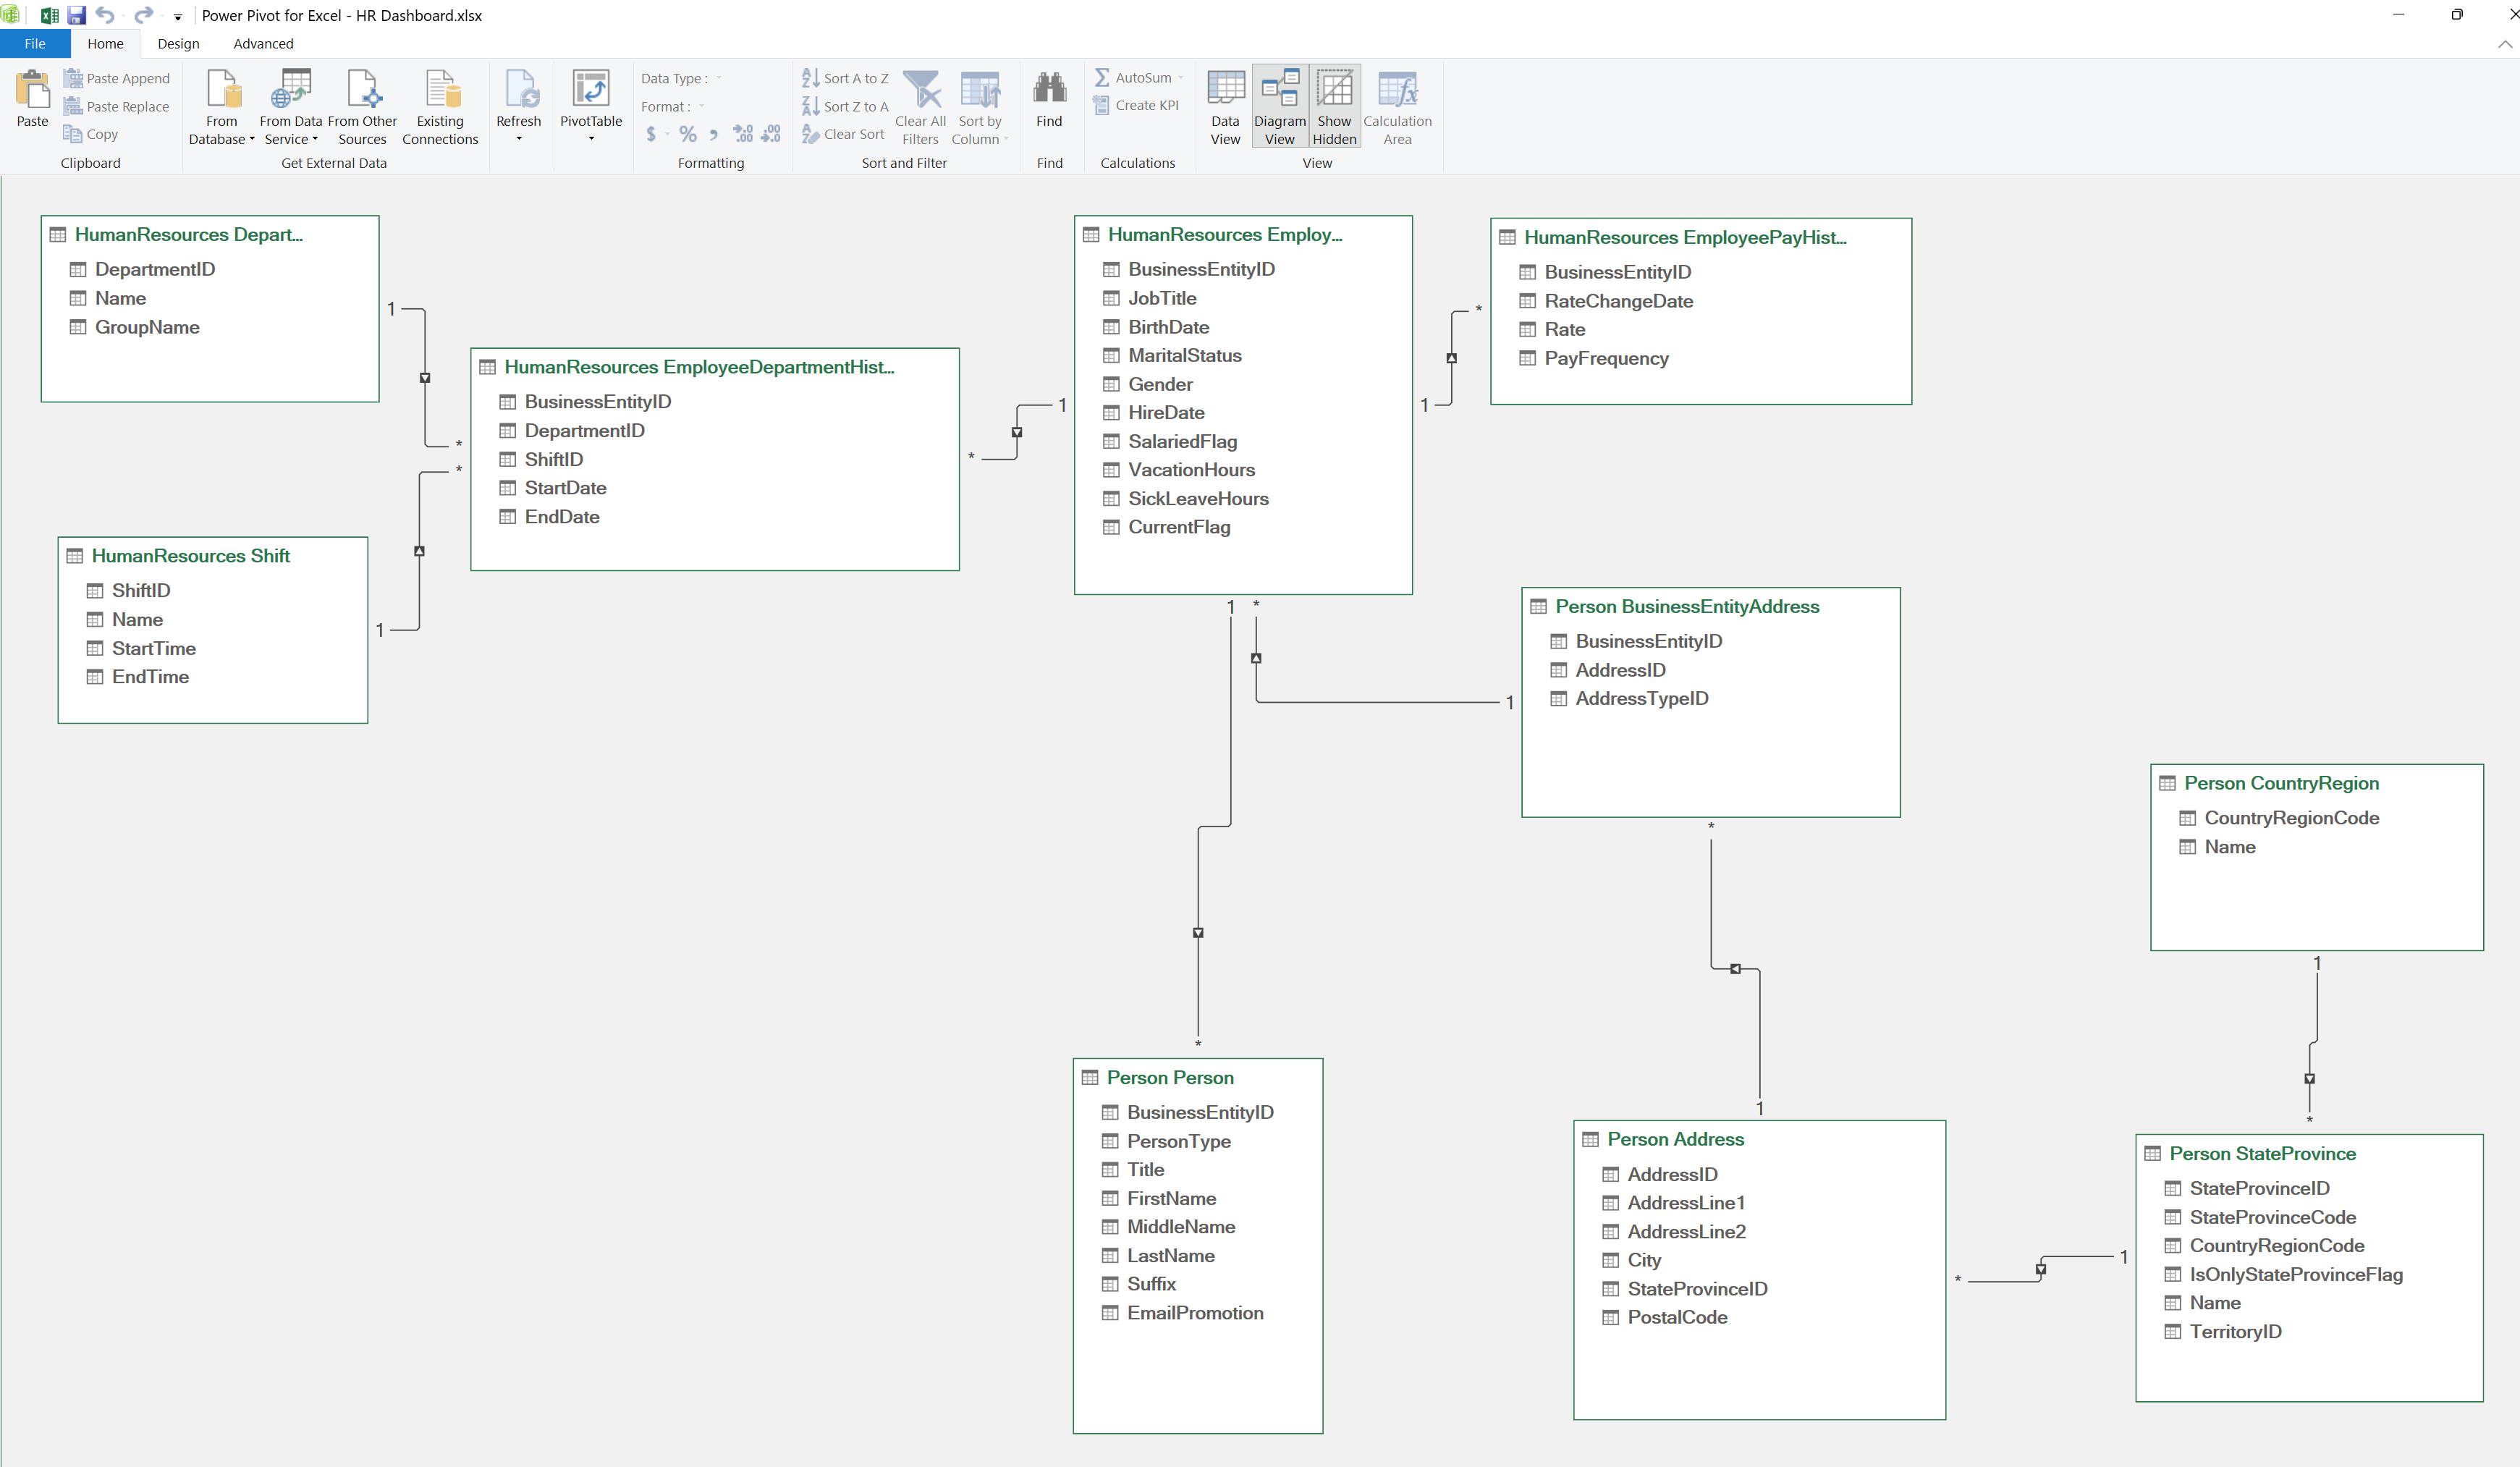 Power Pivot for Excel - HR Dashboard.xlsx
File Home Design Advanced
Paste
Paste Append
Paste Replace
Copy
Clipboard
From Database
From Data Service
From Other Sources
Existing Connections
Get External Data
Refresh
PivotTable
Data Type :
Format :
$ % , .00 .00
Formatting
Sort A to Z
Sort Z to A
Clear Sort
Clear All Filters
Sort by Column
Sort and Filter
Find
Find
AutoSum
Create KPI
Calculations
Data View
Diagram View
Show Hidden
Calculation Area
View
HumanResources Depart...
DepartmentID
Name
GroupName
1
*
HumanResources Shift
ShiftID
Name
StartTime
EndTime
1
*
HumanResources EmployeeDepartmentHist...
BusinessEntityID
DepartmentID
ShiftID
StartDate
EndDate
*
1
HumanResources Employ...
BusinessEntityID
JobTitle
BirthDate
MaritalStatus
Gender
HireDate
SalariedFlag
VacationHours
SickLeaveHours
CurrentFlag
1
*
HumanResources EmployeePayHist...
BusinessEntityID
RateChangeDate
Rate
PayFrequency
1 *
1
Person BusinessEntityAddress
BusinessEntityID
AddressID
AddressTypeID
*
1
*
Person Person
BusinessEntityID
PersonType
Title
FirstName
MiddleName
LastName
Suffix
EmailPromotion
Person Address
AddressID
AddressLine1
AddressLine2
City
StateProvinceID
PostalCode
*
1
Person CountryRegion
CountryRegionCode
Name
1
*
Person StateProvince
StateProvinceID
StateProvinceCode
CountryRegionCode
IsOnlyStateProvinceFlag
Name
TerritoryID